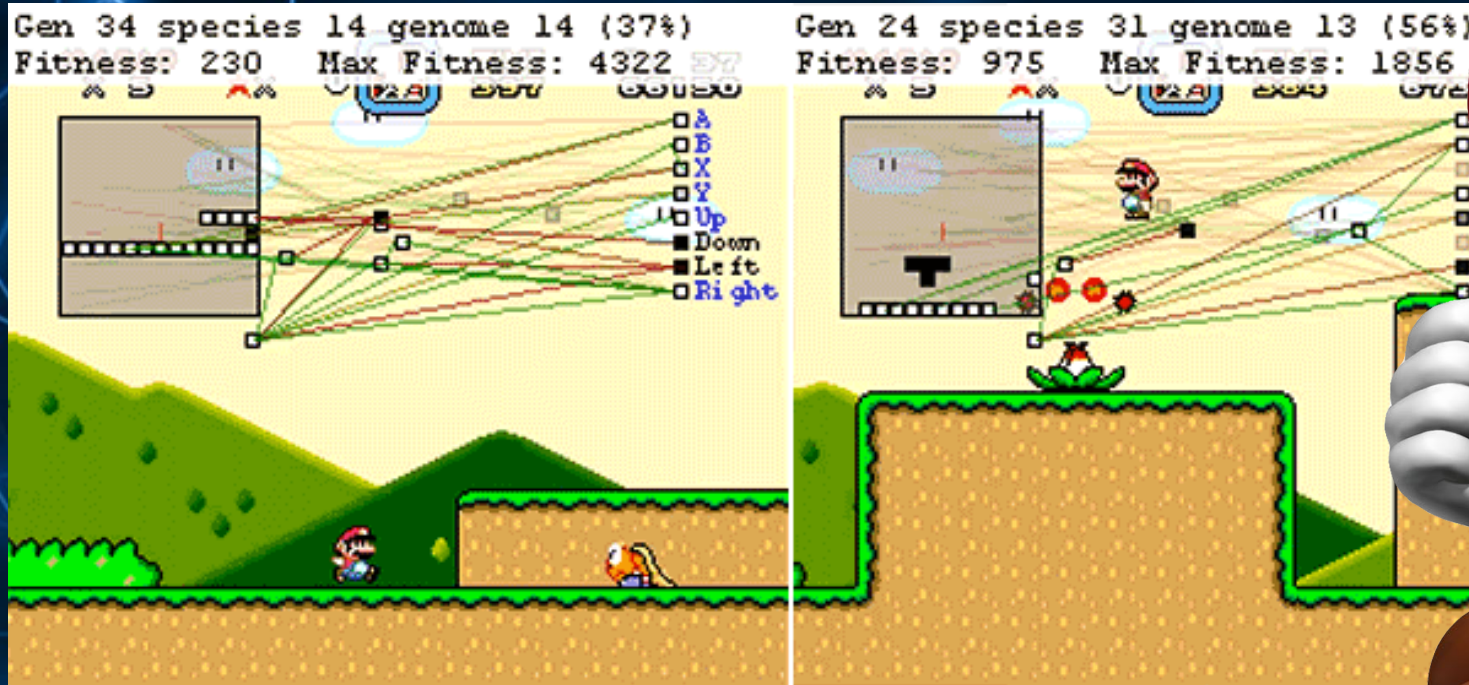 Gen 34 species 14 genome 14 (37%)
Fitness: 230 Max Fitness: 4322
A
B
X
Y
Up
Down
Left
Right
Gen 24 species 31 genome 13 (56%)
Fitness: 975 Max Fitness: 1856